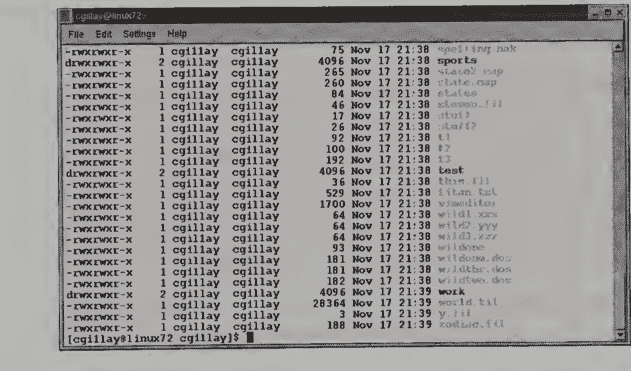 cgillay@linux72:~
File Edit Settings Help
-rwxrwxr-x 1 cgillay cgillay 75 Nov 17 21:38
drwxrwxr-x 2 cgillay cgillay 4096 Nov 17 21:38 sports
-rwxrwxr-x 1 cgillay cgillay 265 Nov 17 21:38 state2.cap
-rwxrwxr-x 1 cgillay cgillay 260 Nov 17 21:38 state.cap
-rwxrwxr-x 1 cgillay cgillay 84 Nov 17 21:38 states
-rwxrwxr-x 1 cgillay cgillay 46 Nov 17 21:38 steven.fil
-rwxrwxr-x 1 cgillay cgillay 17 Nov 17 21:38
-rwxrwxr-x 1 cgillay cgillay 26 Nov 17 21:38 stuff2
-rwxrwxr-x 1 cgillay cgillay 92 Nov 17 21:38 t1
-rwxrwxr-x 1 cgillay cgillay 100 Nov 17 21:38 t2
-rwxrwxr-x 1 cgillay cgillay 192 Nov 17 21:38 t3
drwxrwxr-x 2 cgillay cgillay 4096 Nov 17 21:38 test
-rwxrwxr-x 1 cgillay cgillay 36 Nov 17 21:38
-rwxrwxr-x 1 cgillay cgillay 529 Nov 17 21:38
-rwxrwxr-x 1 cgillay cgillay 1700 Nov 17 21:38 vimeditor
-rwxrwxr-x 1 cgillay cgillay 64 Nov 17 21:38 wild1.xxx
-rwxrwxr-x 1 cgillay cgillay 64 Nov 17 21:38 wild2.yyy
-rwxrwxr-x 1 cgillay cgillay 64 Nov 17 21:38 wild3.zzz
-rwxrwxr-x 1 cgillay cgillay 93 Nov 17 21:38 wildone
-rwxrwxr-x 1 cgillay cgillay 181 Nov 17 21:38 wildone.dos
-rwxrwxr-x 1 cgillay cgillay 181 Nov 17 21:38 wildthr.dos
-rwxrwxr-x 1 cgillay cgillay 182 Nov 17 21:38 wildtwo.dos
drwxrwxr-x 2 cgillay cgillay 4096 Nov 17 21:39 work
-rwxrwxr-x 1 cgillay cgillay 28364 Nov 17 21:39 world.fil
-rwxrwxr-x 1 cgillay cgillay 3 Nov 17 21:39 y.fil
-rwxrwxr-x 1 cgillay cgillay 188 Nov 17 21:39 zodiac.fil
[cgillay@linux72 cgillay]$